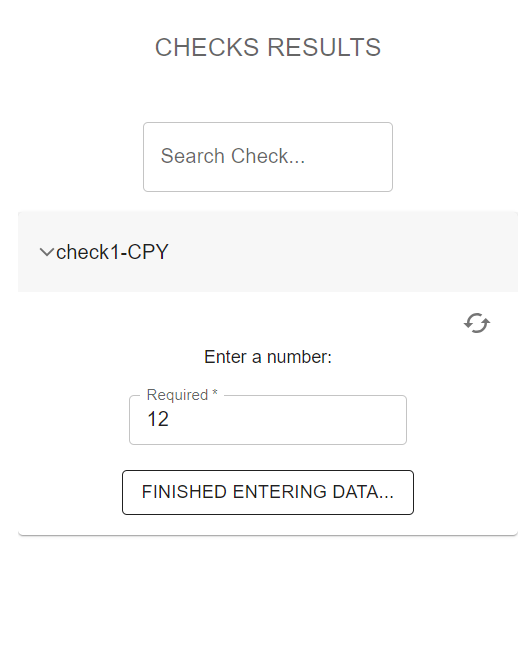 CHECKS RESULTS
Search Check...
check1-CPY
Enter a number:
Required *
12
FINISHED ENTERING DATA...